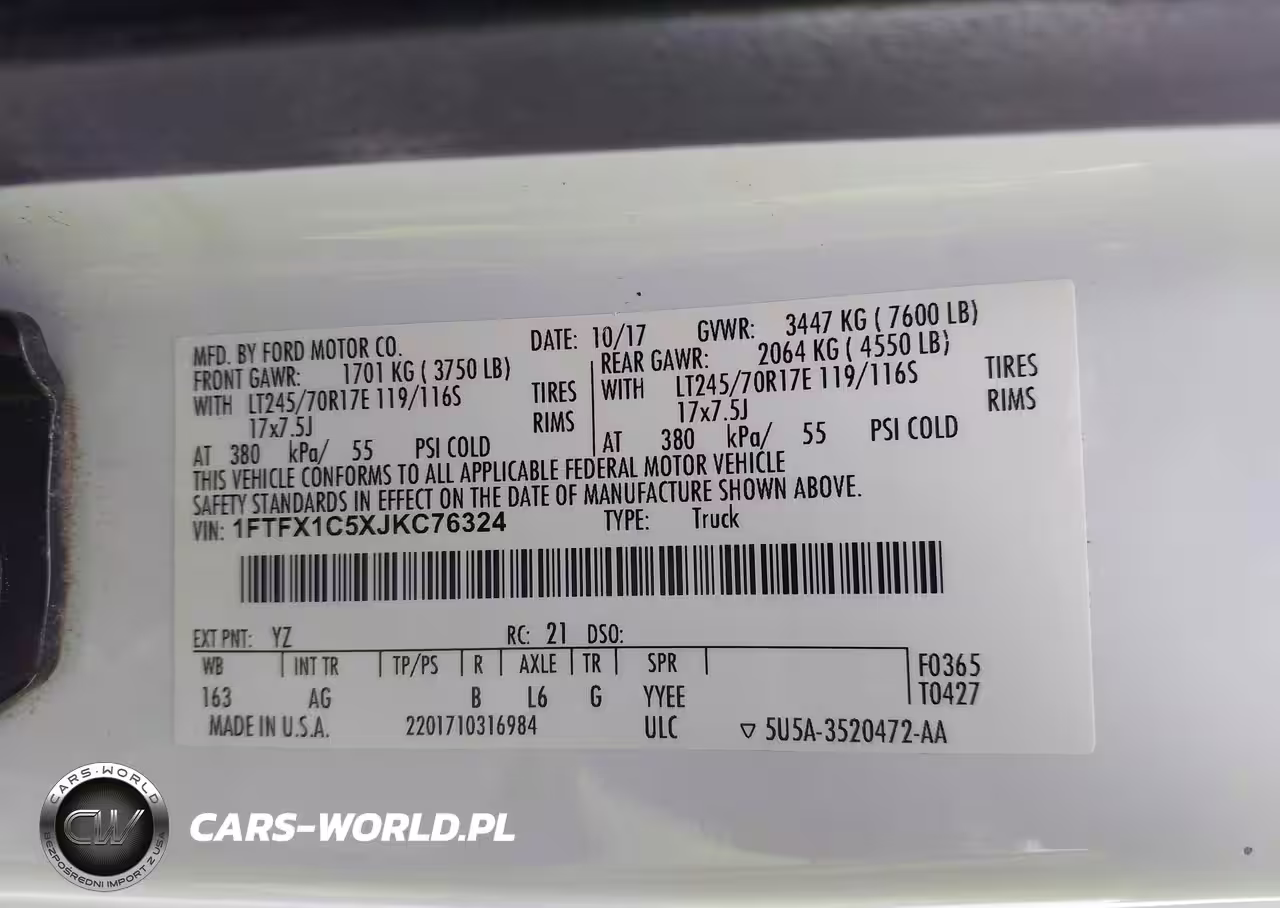 MFD. BY FORD MOTOR CO. DATE: 10/17 GVWR: 3447 KG ( 7600 LB)
FRONT GAWR: 1701 KG ( 3750 LB) REAR GAWR: 2064 KG ( 4550 LB)
WITH LT245/70R17E 119/116S TIRES WITH LT245/70R17E 119/116S TIRES
17x7.5J RIMS 17x7.5J RIMS
AT 380 kPa/ 55 PSI COLD AT 380 kPa/ 55 PSI COLD
THIS VEHICLE CONFORMS TO ALL APPLICABLE FEDERAL MOTOR VEHICLE
SAFETY STANDARDS IN EFFECT ON THE DATE OF MANUFACTURE SHOWN ABOVE.
VIN: 1FTFX1C5XJKC76324 TYPE: Truck
EXT PNT: YZ RC: 21 DSO:
WB INT TR TP/PS R AXLE TR SPR F0365
163 AG B L6 G YYEE T0427
MADE IN U.S.A. 2201710316984 ULC ▽ 5U5A-3520472-AA
CARS-WORLD
CW
BEZPOŚREDNI IMPORT Z USA
CARS-WORLD.PL